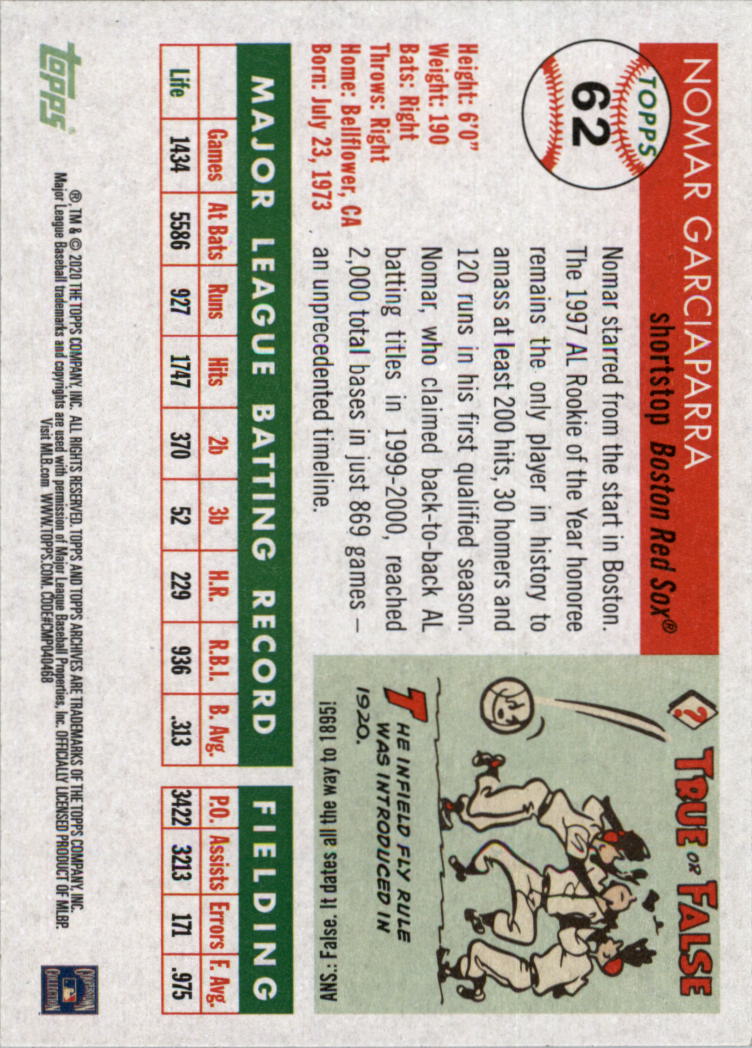 NOMAR GARCIAPARRA
shortstop Boston Red Sox®
TOPPS
62
Height: 6'0"
Weight: 190
Bats: Right
Throws: Right
Home: Bellflower, CA
Born: July 23, 1973
Nomar starred from the start in Boston.
The 1997 AL Rookie of the Year honoree
remains the only player in history to
amass at least 200 hits, 30 homers and
120 runs in his first qualified season.
Nomar, who claimed back-to-back AL
batting titles in 1999-2000, reached
2,000 total bases in just 869 games –
an unprecedented timeline.
? TRUE OR FALSE
THE INFIELD FLY RULE
WAS INTRODUCED IN
1920.
ANS.: False. It dates all the way to 1895!
MAJOR LEAGUE BATTING RECORD
Games At Bats Runs Hits 2b 3b H.R. R.B.I. B. Avg.
Life 1434 5586 927 1747 370 52 229 936 .313
FIELDING
P.O. Assists Errors F. Avg.
3422 3213 171 .975
topps®
®, TM & © 2020 THE TOPPS COMPANY, INC. ALL RIGHTS RESERVED. TOPPS AND TOPPS ARCHIVES ARE TRADEMARKS OF THE TOPPS COMPANY, INC.
Major League Baseball trademarks and copyrights are used with permission of Major League Baseball Properties, Inc. OFFICIALLY LICENSED PRODUCT OF MLBP.
Visit MLB.com WWW.TOPPS.COM. CODE#CMP040468
COOPERSTOWN
COLLECTION